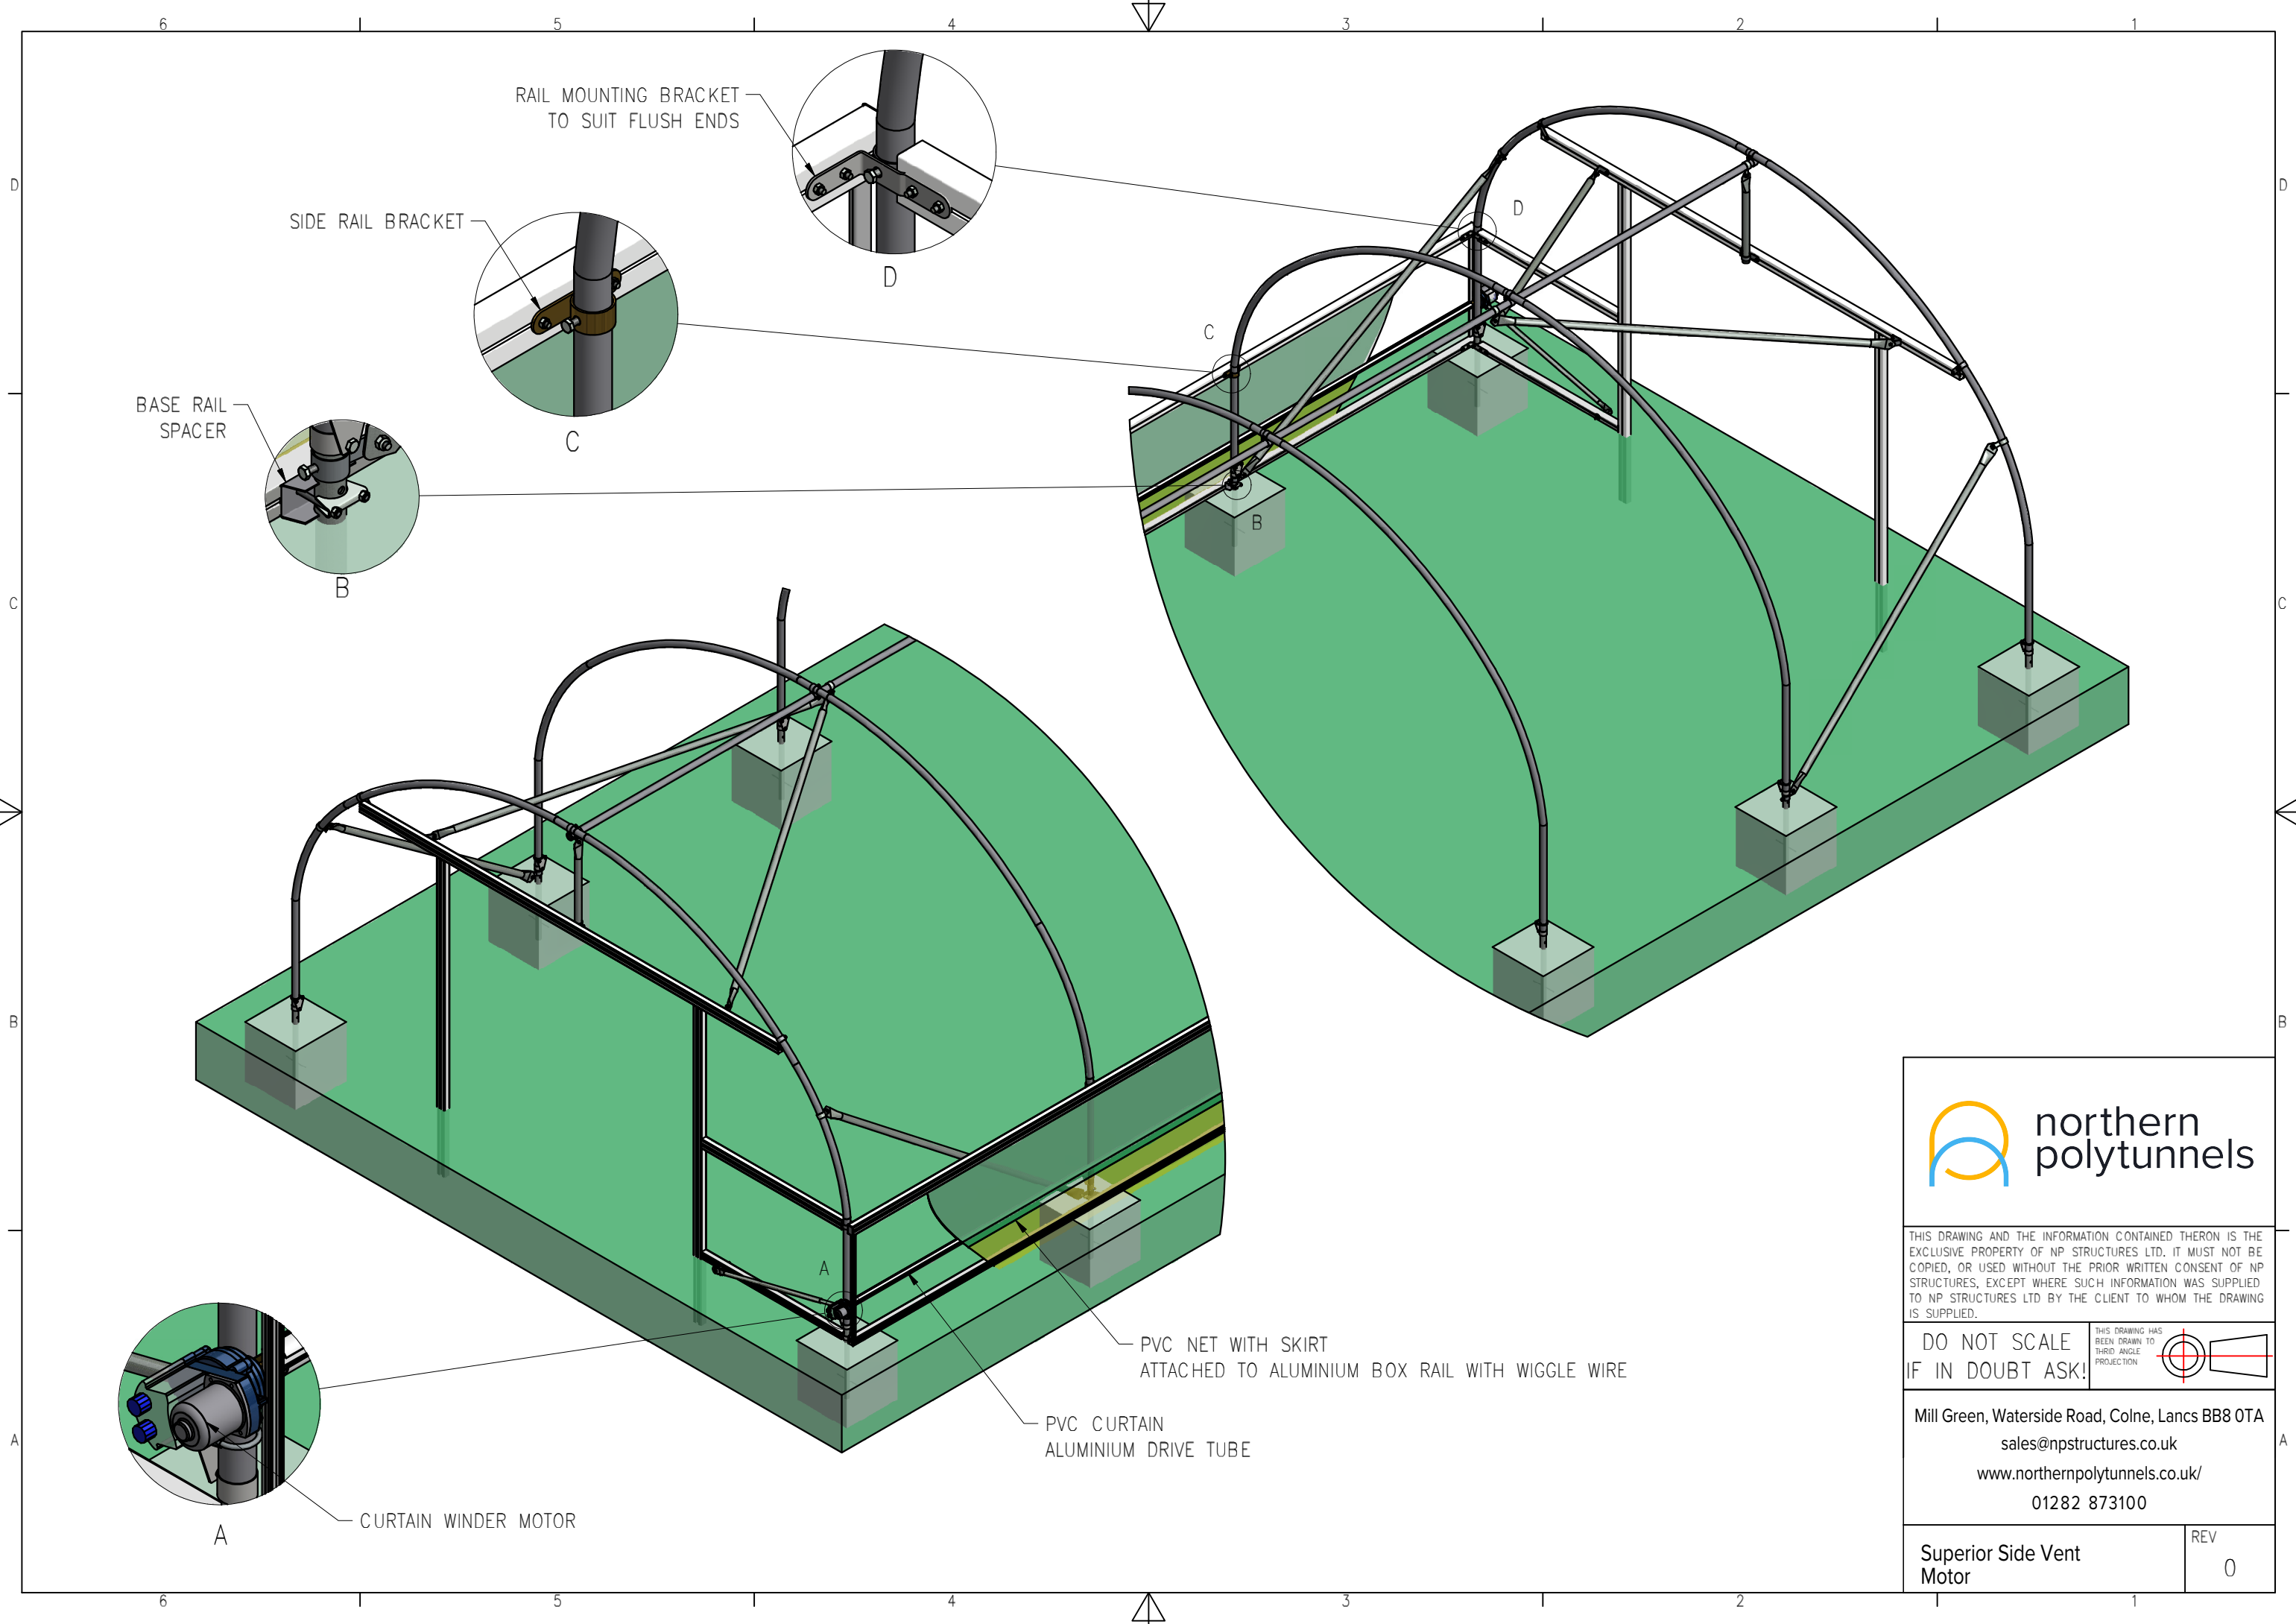 6 5 4 3 2 1
RAIL MOUNTING BRACKET
TO SUIT FLUSH ENDS
D
D
SIDE RAIL BRACKET
D
D
C
BASE RAIL
SPACER
C
B
B
D
C
C
B
B
A
A
PVC NET WITH SKIRT
ATTACHED TO ALUMINIUM BOX RAIL WITH WIGGLE WIRE
PVC CURTAIN
ALUMINIUM DRIVE TUBE
CURTAIN WINDER MOTOR
A
A
northern
polytunnels
THIS DRAWING AND THE INFORMATION CONTAINED THERON IS THE
EXCLUSIVE PROPERTY OF NP STRUCTURES LTD. IT MUST NOT BE
COPIED, OR USED WITHOUT THE PRIOR WRITTEN CONSENT OF NP
STRUCTURES, EXCEPT WHERE SUCH INFORMATION WAS SUPPLIED
TO NP STRUCTURES LTD BY THE CLIENT TO WHOM THE DRAWING
IS SUPPLIED.
DO NOT SCALE
IF IN DOUBT ASK!
THIS DRAWING HAS
BEEN DRAWN TO
THRID ANGLE
PROJECTION
Mill Green, Waterside Road, Colne, Lancs BB8 0TA
sales@npstructures.co.uk
www.northernpolytunnels.co.uk/
01282 873100
Superior Side Vent
Motor
REV
0
6 5 4 3 2 1